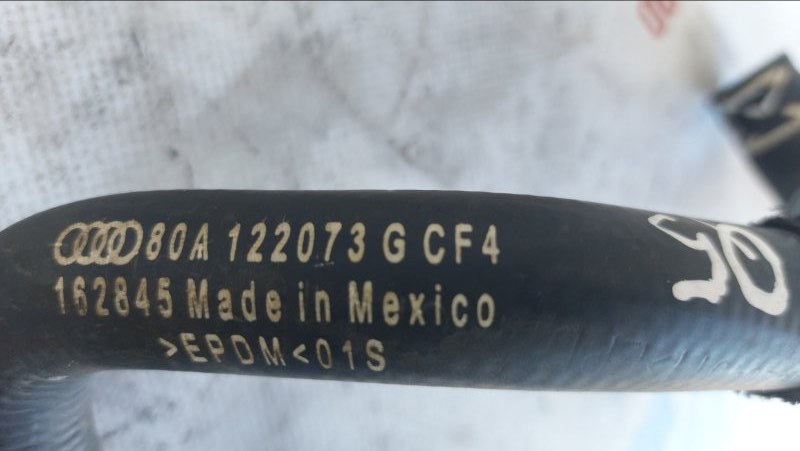 80A 122073 G CF4
162845 Made in Mexico
>EPDM<01S